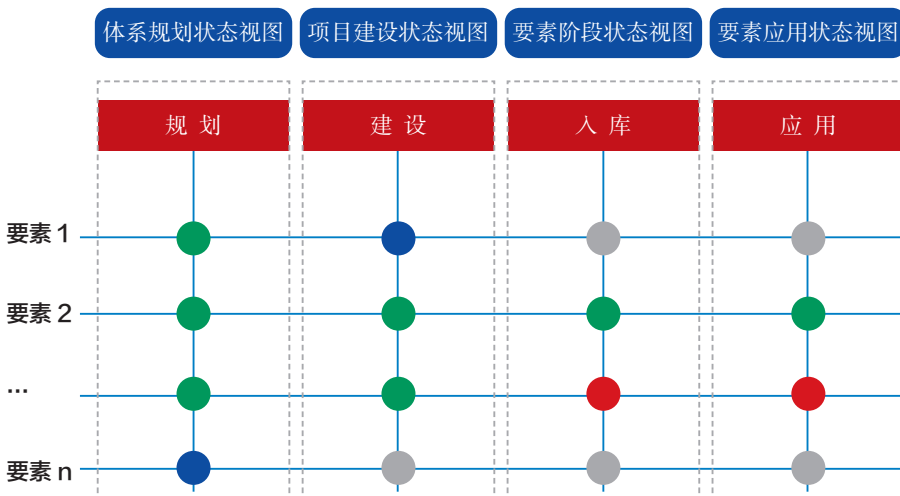 体系规划状态视图 项目建设状态视图 要素阶段状态视图 要素应用状态视图
规划 建设 入库 应用
要素 1
要素 2
...
要素 n